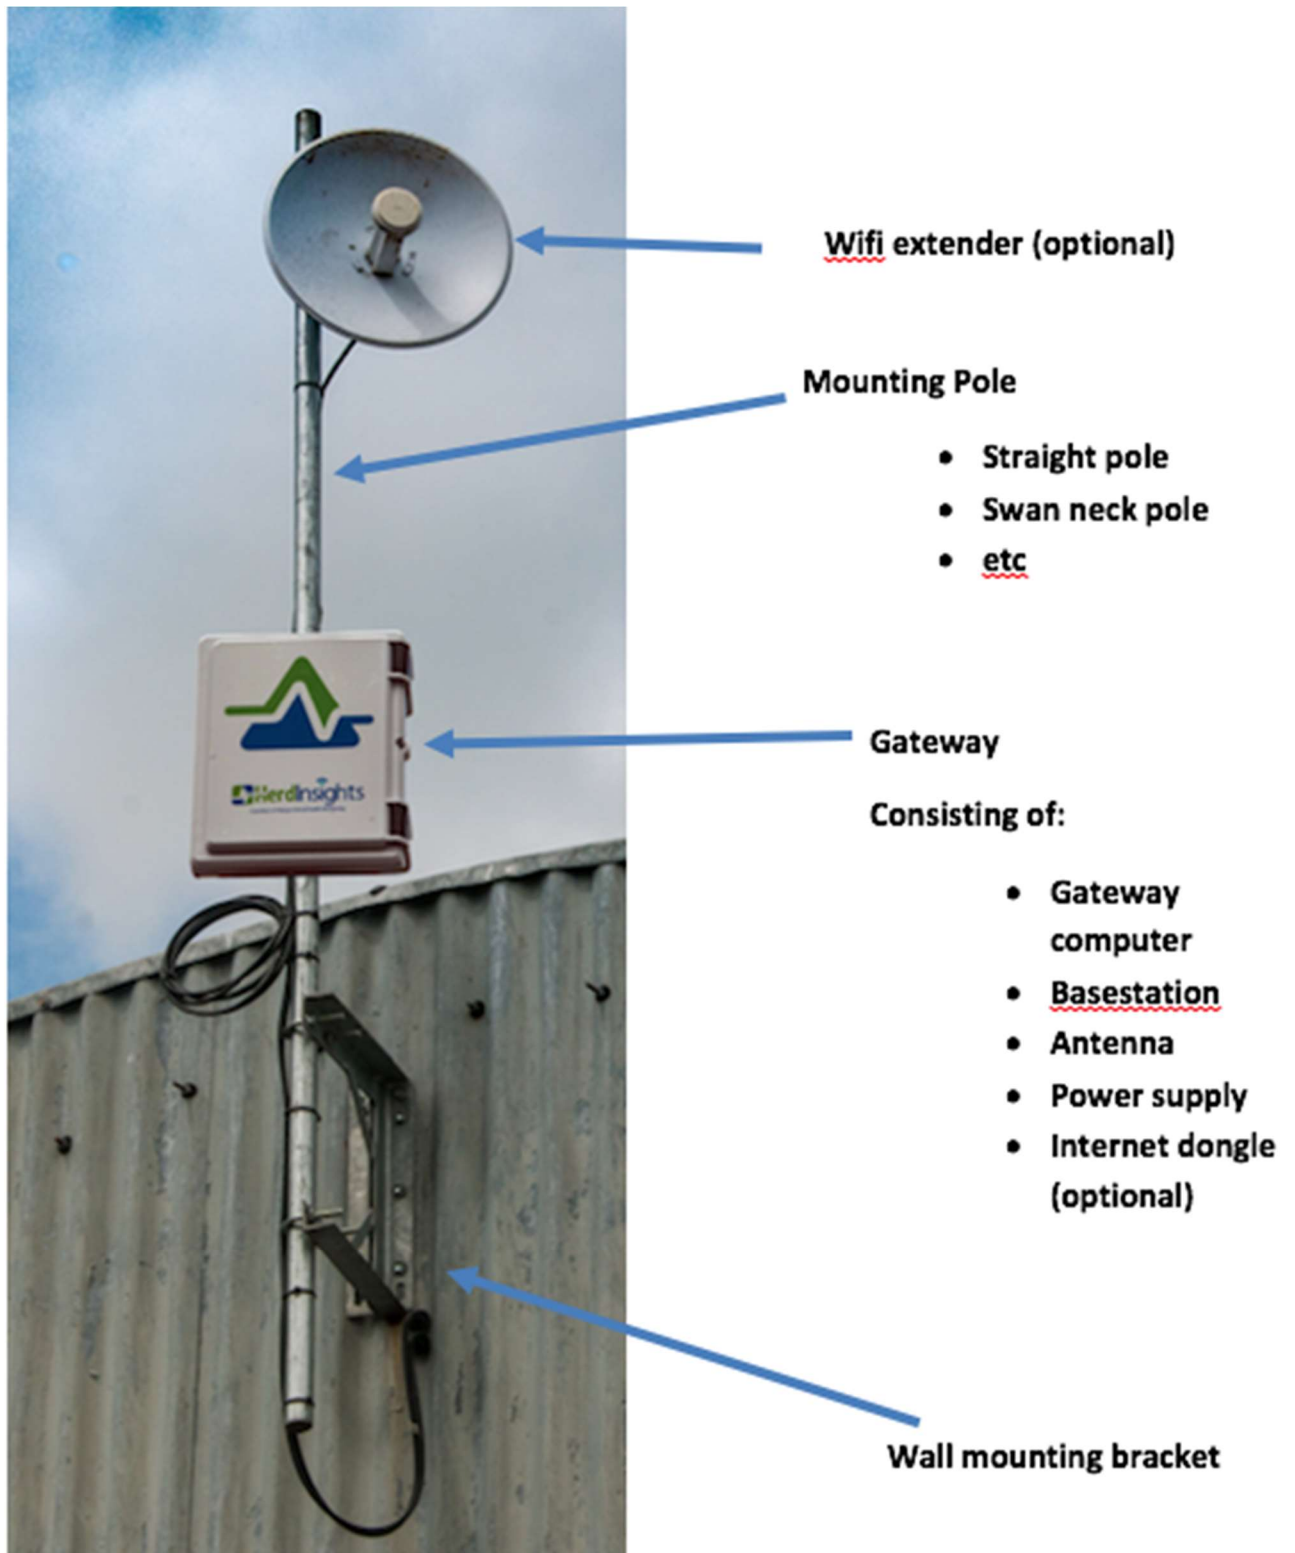 Wifi extender (optional)
Mounting Pole
• Straight pole
• Swan neck pole
• etc
HerdInsights
Gateway
Consisting of:
• Gateway
computer
• Basestation
• Antenna
• Power supply
• Internet dongle
(optional)
Wall mounting bracket